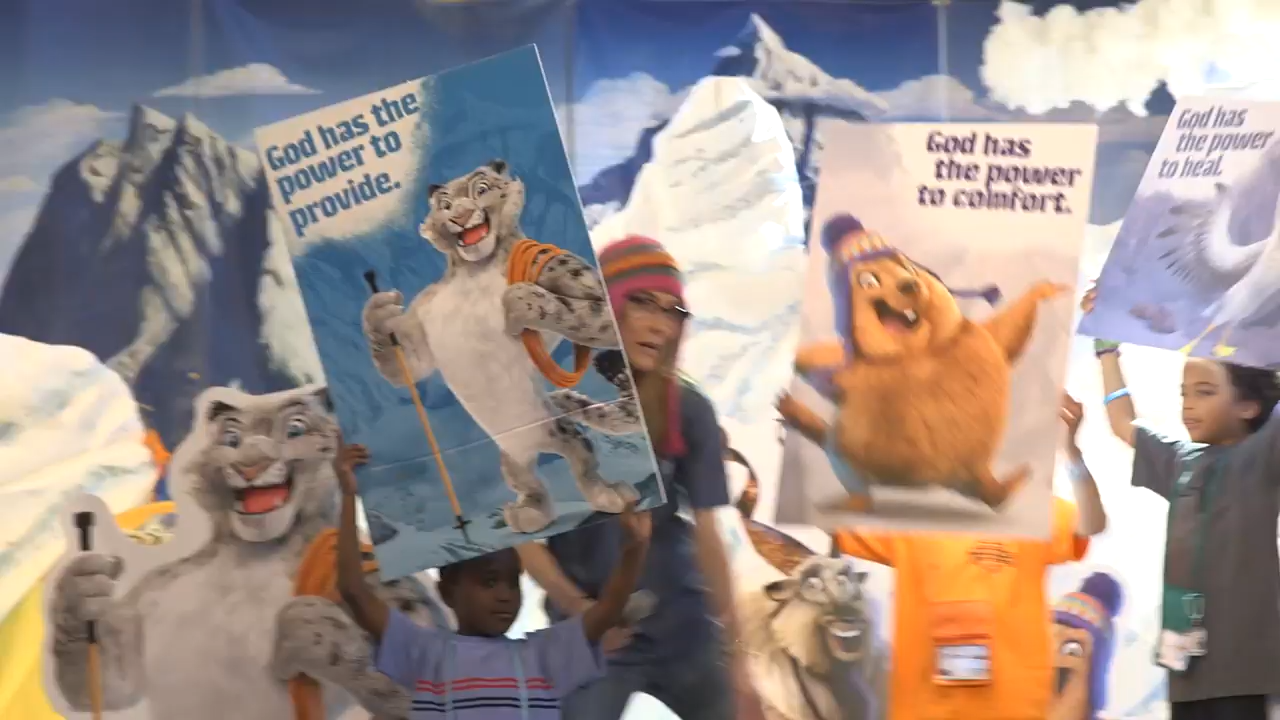 God has the
power to
provide.
God has
the power
to comfort.
God has
the power
to heal.